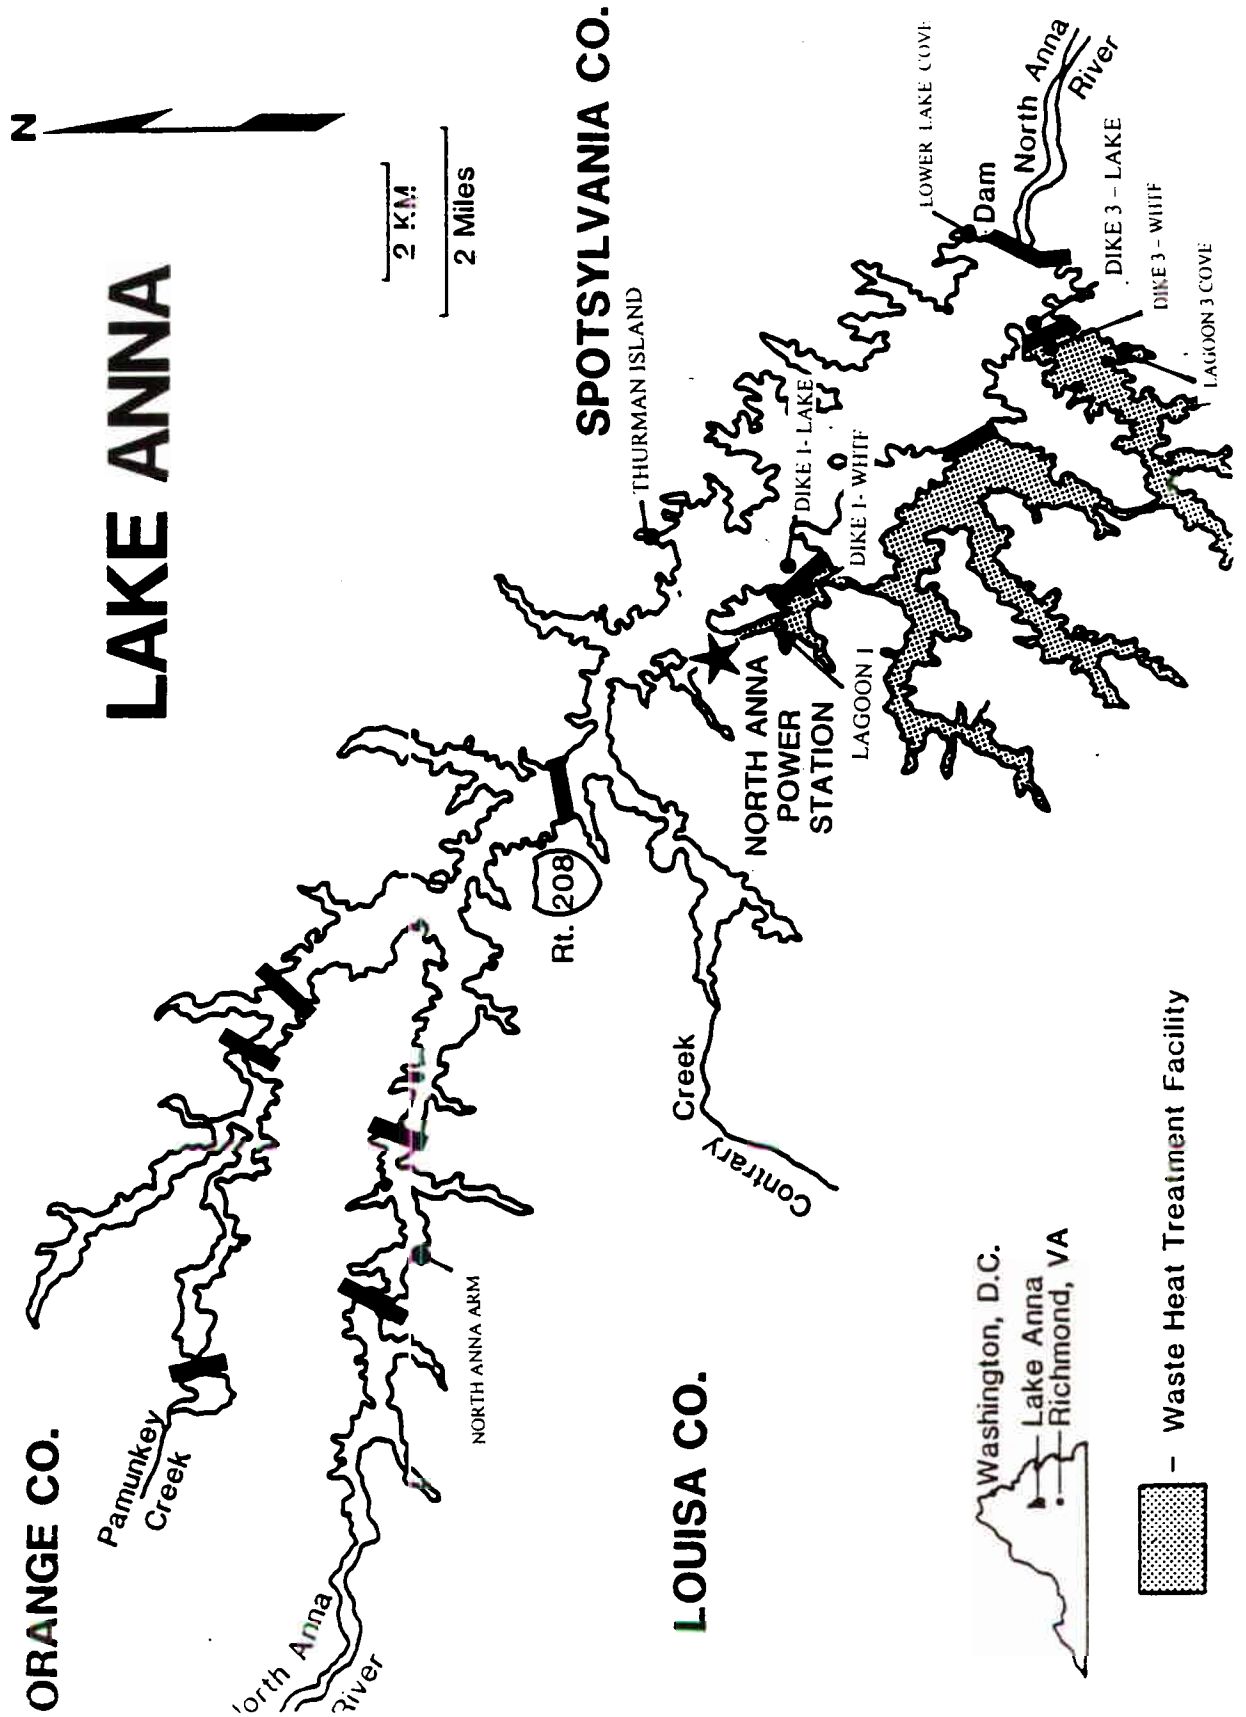 LAKE ANNA
N
2 KM
2 Miles
ORANGE CO.
SPOTSYLVANIA CO.
LOUISA CO.
Pamunkey
Creek
orth Anna
River
NORTH ANNA ARM
Rt. 208
THURMAN ISLAND
Contrary
Creek
NORTH ANNA
POWER
STATION
LAGOON 1
DIKE 1- LAKE
DIKE 1- WHTF
LOWER LAKE COVE
Dam
North Anna
River
DIKE 3 – LAKE
DIKE 3 – WHTF
LAGOON 3 COVE
Washington, D.C.
Lake Anna
Richmond, VA
– Waste Heat Treatment Facility